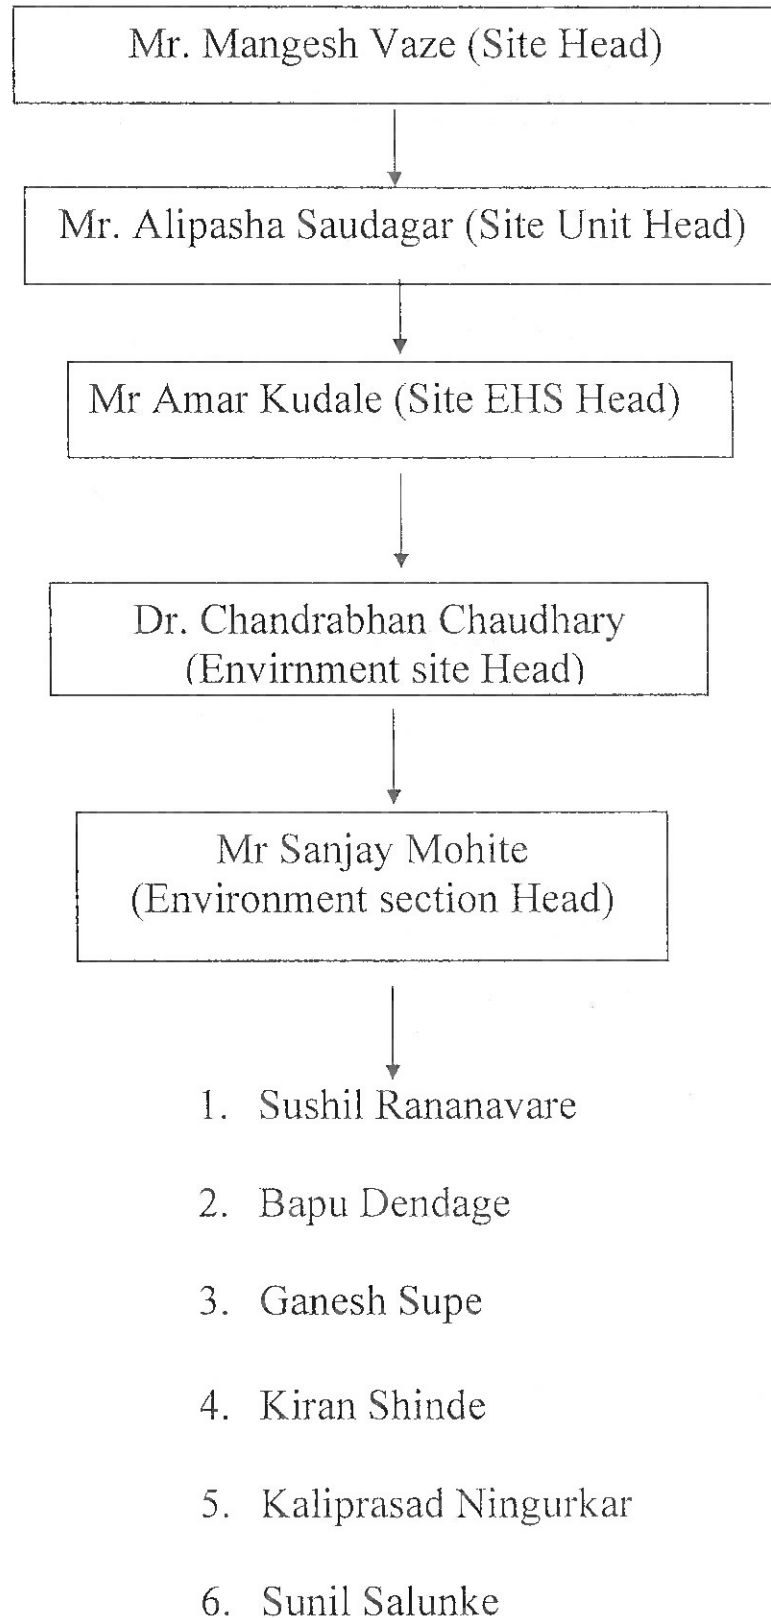 Mr. Mangesh Vaze (Site Head)
Mr. Alipasha Saudagar (Site Unit Head)
Mr Amar Kudale (Site EHS Head)
Dr. Chandrabhan Chaudhary
(Envirnment site Head)
Mr Sanjay Mohite
(Environment section Head)
1. Sushil Rananavare
2. Bapu Dendage
3. Ganesh Supe
4. Kiran Shinde
5. Kaliprasad Ningurkar
6. Sunil Salunke